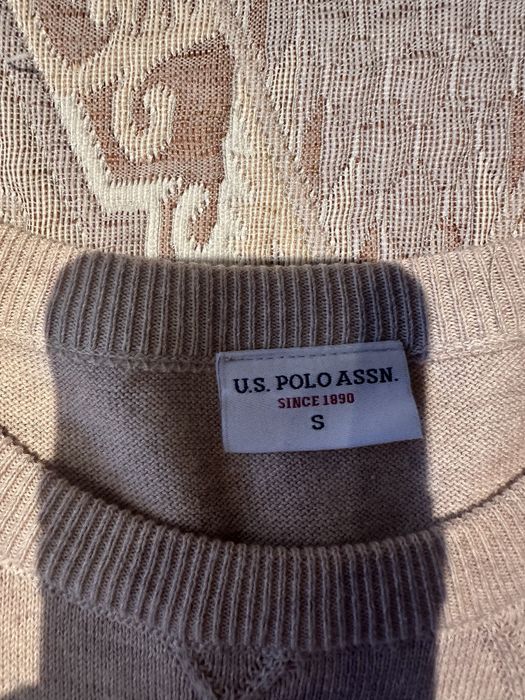 U.S. POLO ASSN.
SINCE 1890
S